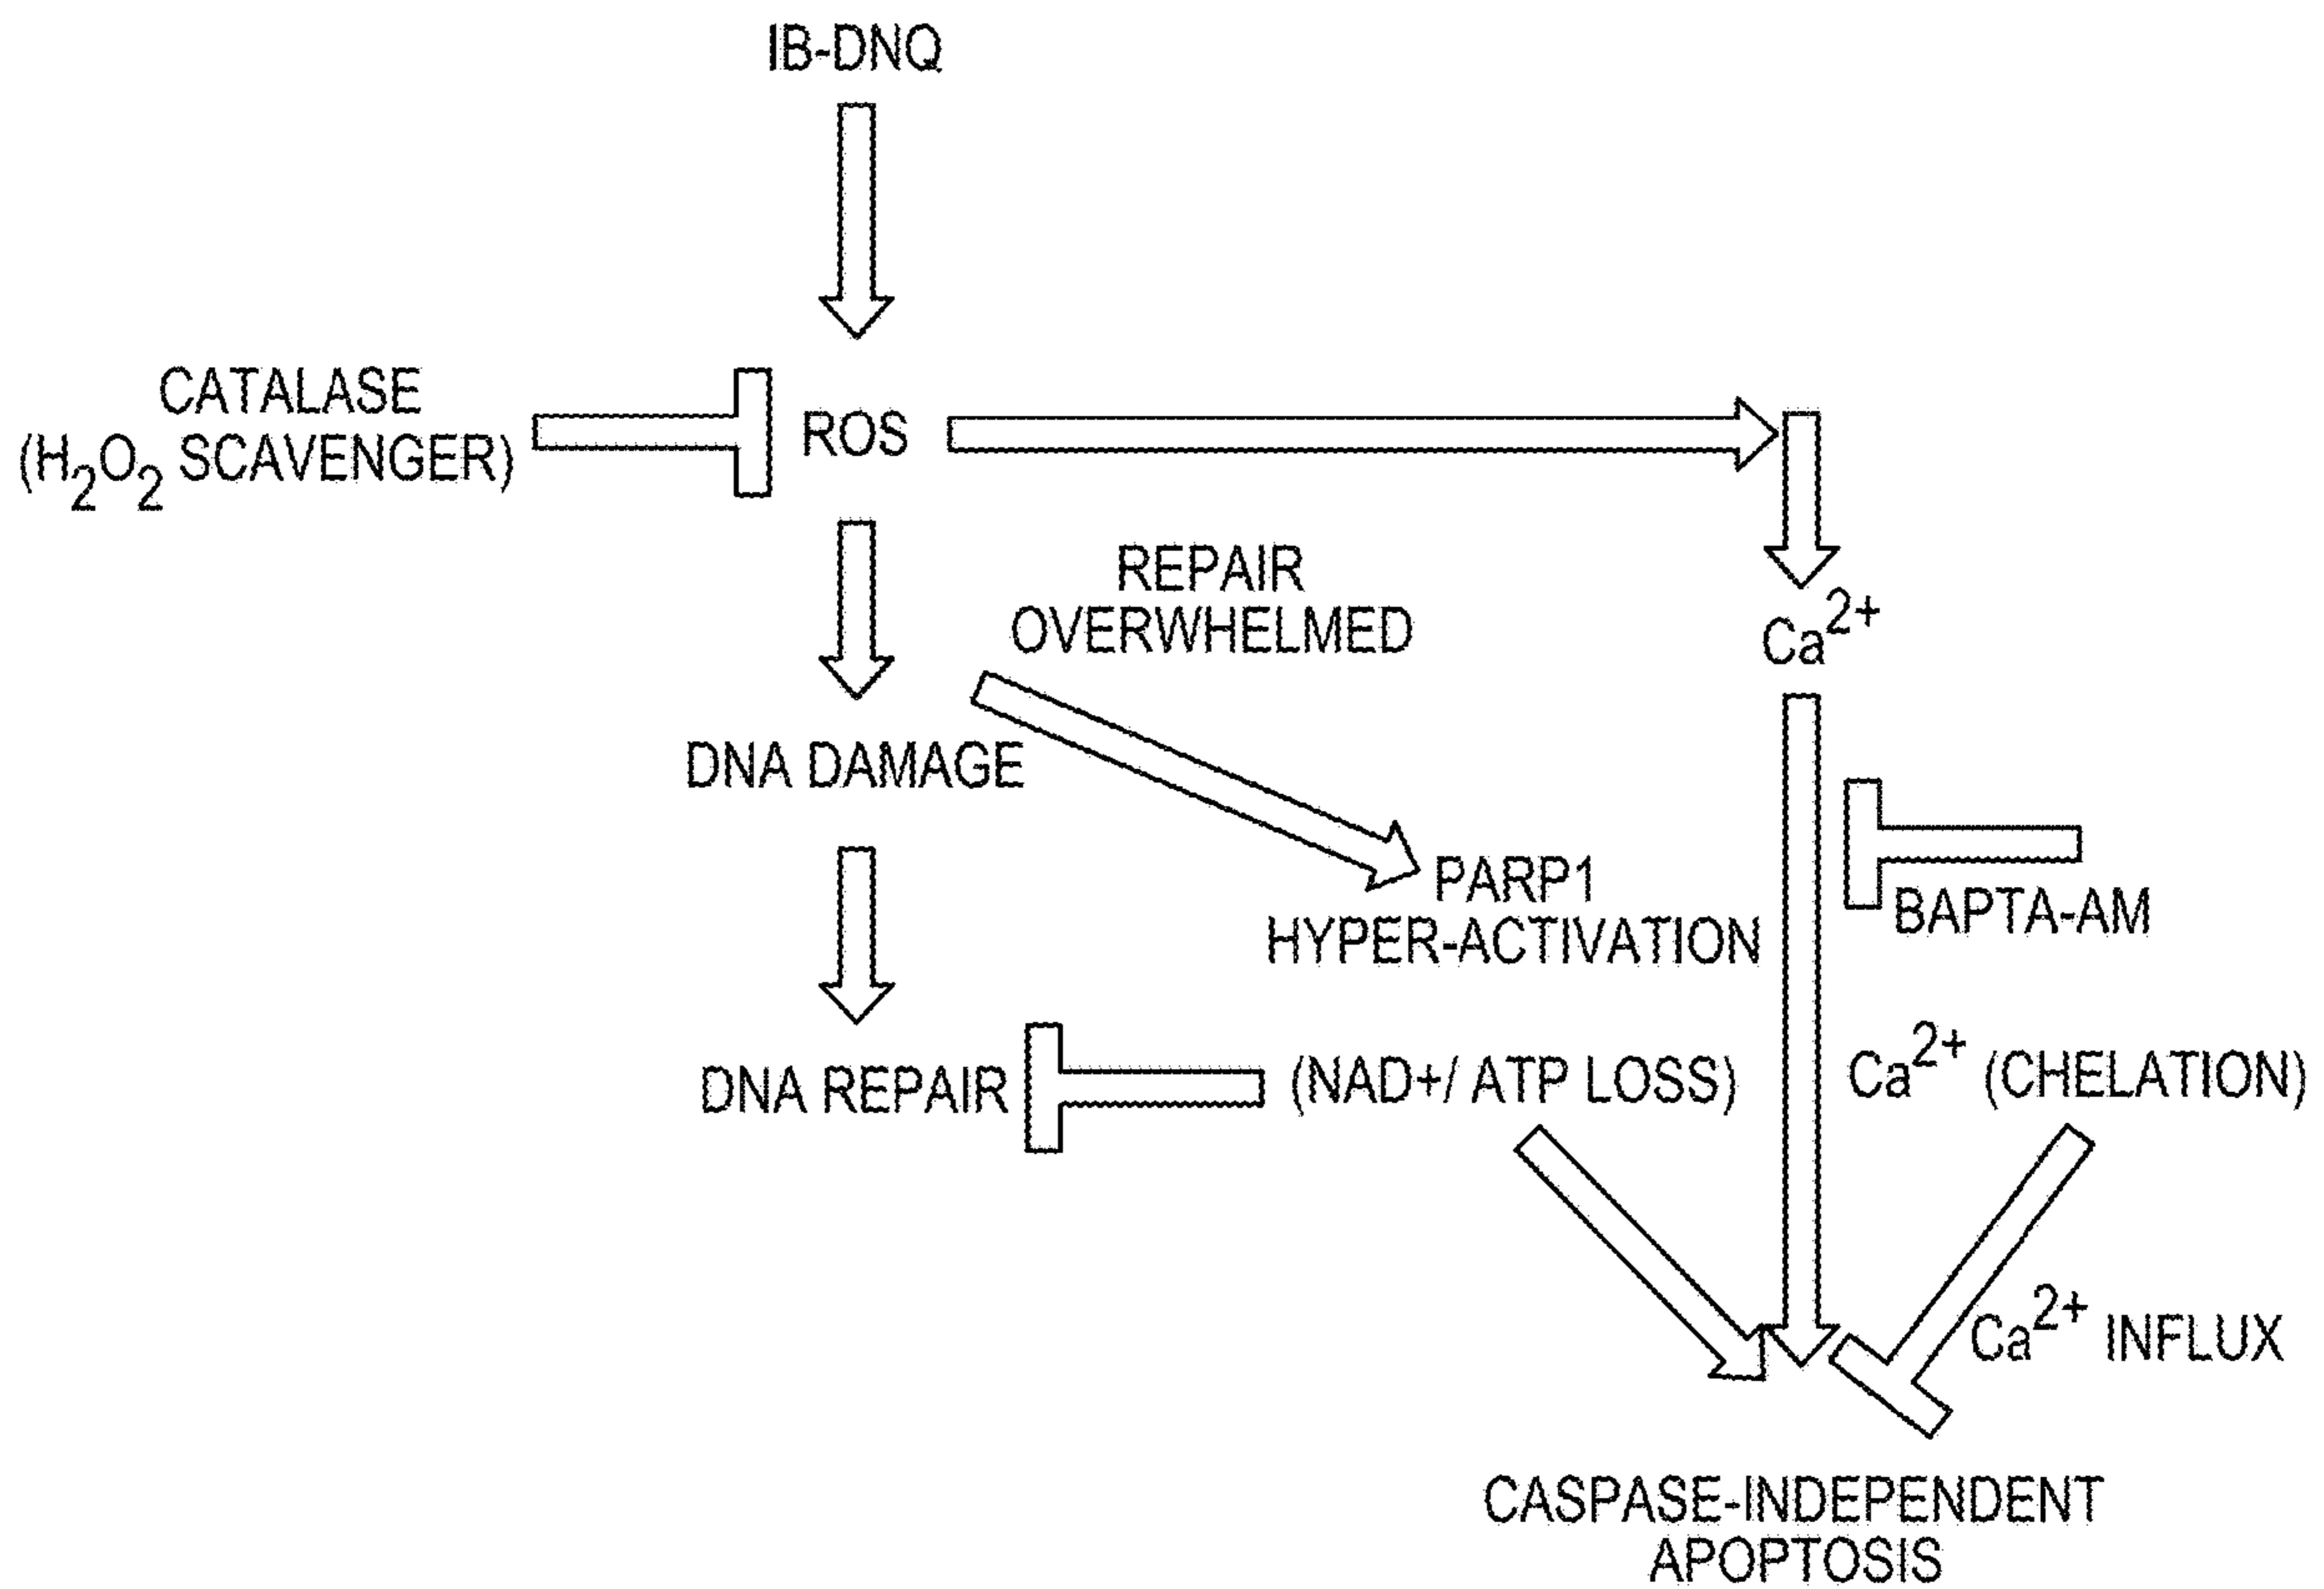 IB-DNQ
CATALASE
(H₂O₂ SCAVENGER)
ROS
REPAIR
OVERWHELMED
Ca²⁺
DNA DAMAGE
PARP1
HYPER-ACTIVATION
BAPTA-AM
DNA REPAIR
(NAD+/ ATP LOSS)
Ca²⁺ (CHELATION)
Ca²⁺ INFLUX
CASPASE-INDEPENDENT
APOPTOSIS